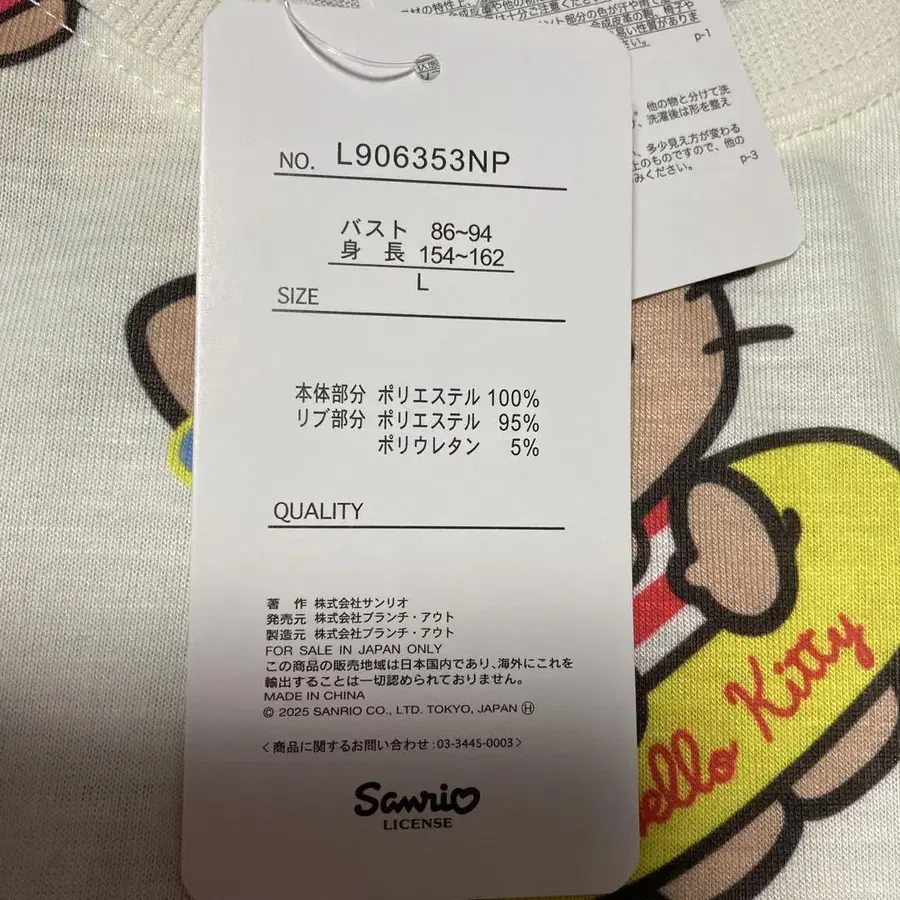 NO. L906353NP
バスト 86~94
身 長 154~162
L
SIZE
本体部分 ポリエステル 100%
リブ部分 ポリエステル 95%
ポリウレタン 5%
QUALITY
著 作 株式会社サンリオ
発売元 株式会社ブランチ・アウト
製造元 株式会社ブランチ・アウト
FOR SALE IN JAPAN ONLY
この商品の販売地域は日本国内であり、海外にこれを
輸出することは一切認められておりません。
MADE IN CHINA
© 2025 SANRIO CO., LTD. TOKYO, JAPAN Ⓗ
<商品に関するお問い合わせ:03-3445-0003>
Sanrio
LICENSE
p-1
他の物と分けて洗
洗濯後は形を整え
多少見え方が変わる
上のものですので、他の
みください。
p-3
ello Kitty